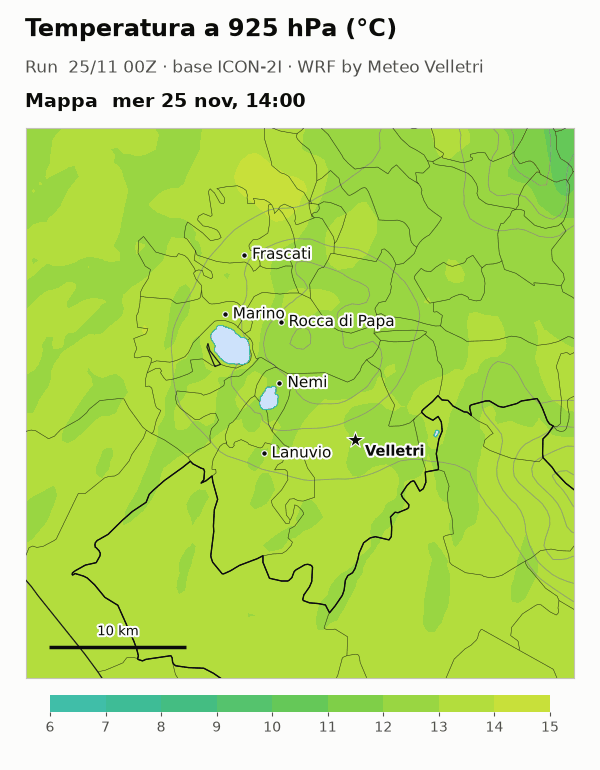 Temperatura a 925 hPa (°C)
Run  25/11 00Z · base ICON-2I · WRF by Meteo Velletri
Mappa  mer 25 nov, 14:00
Frascati
Marino
Rocca di Papa
Nemi
Velletri
Lanuvio
10 km
6 7 8 9 10 11 12 13 14 15